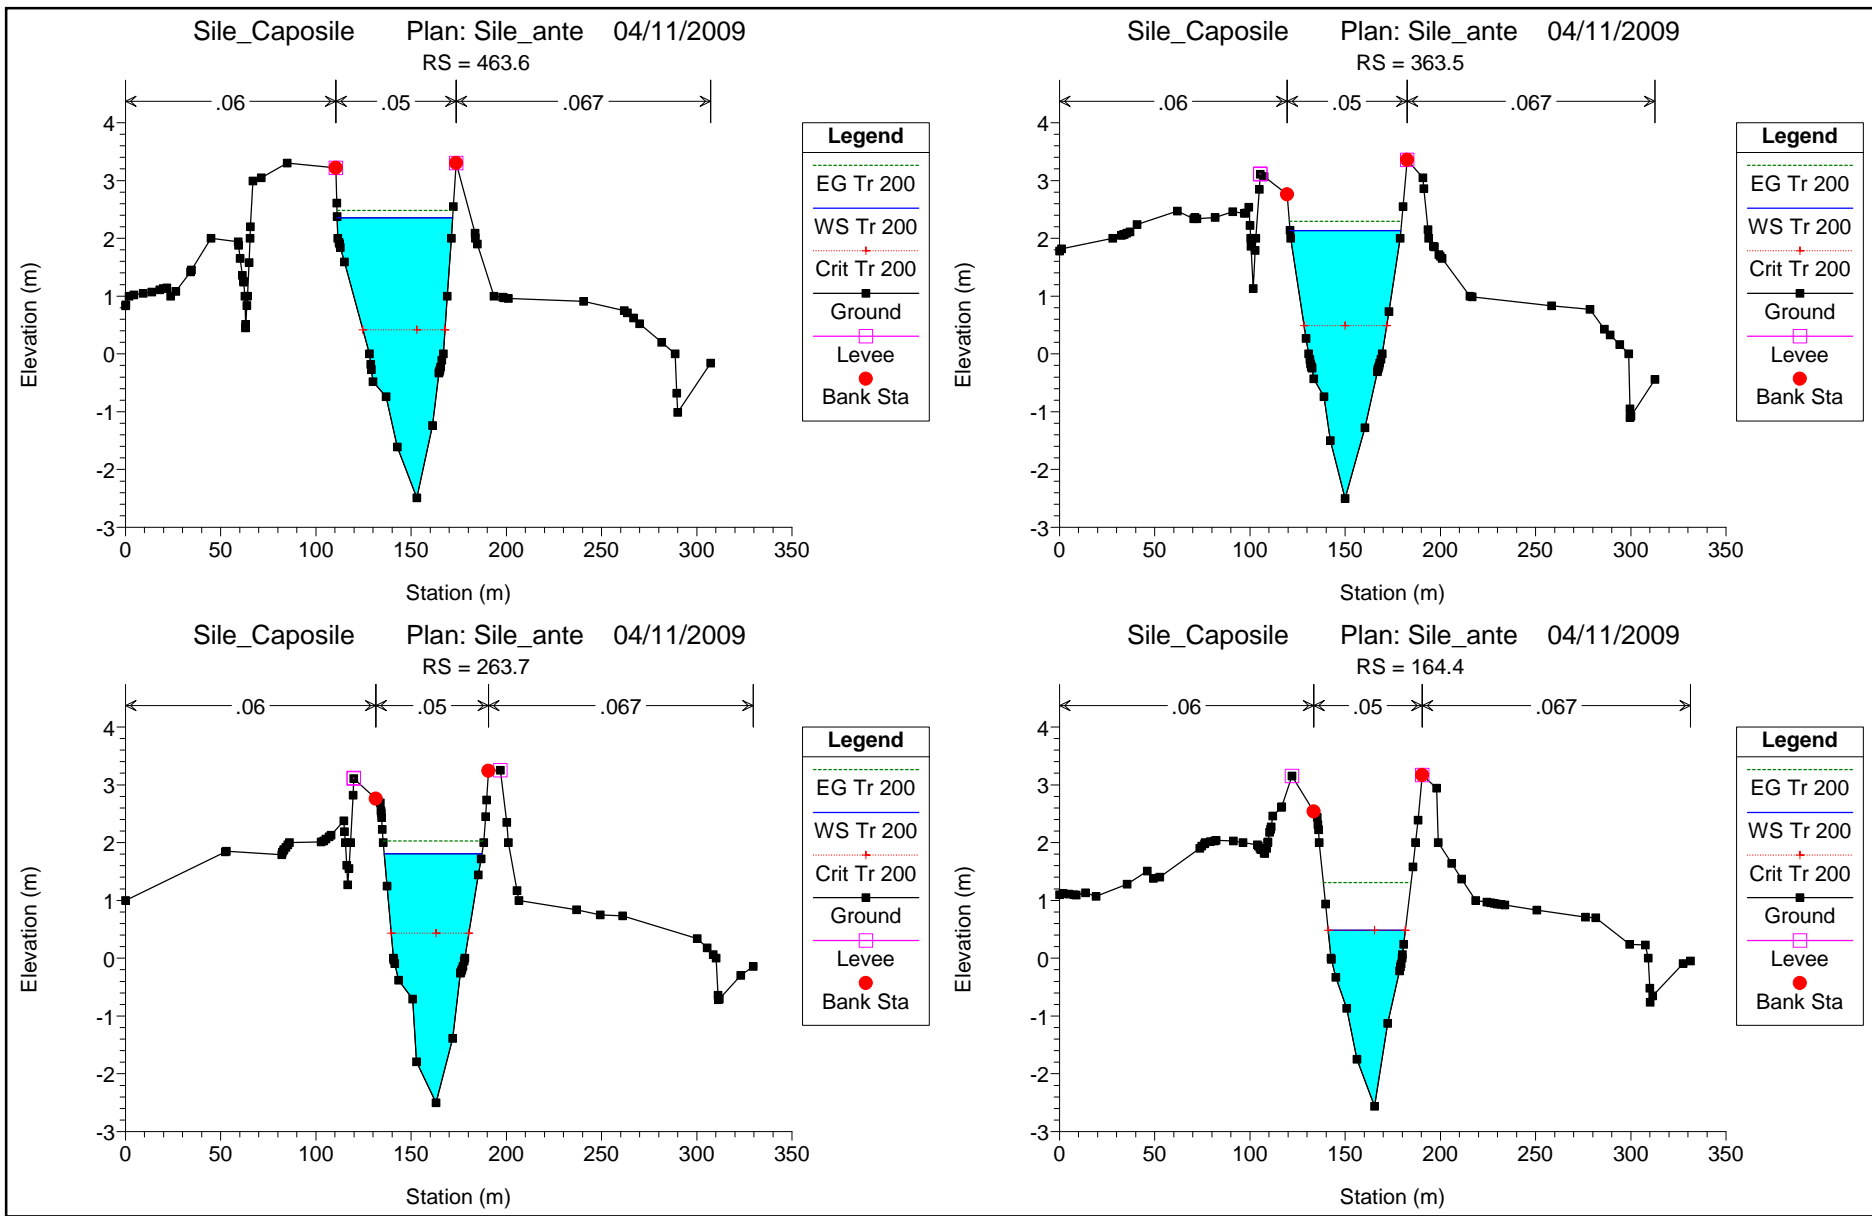 Sile_Caposile Plan: Sile_ante 04/11/2009
RS = 463.6
.06 .05 .067
4
3
2
1
0
-1
-2
-3
Elevation (m)
0 50 100 150 200 250 300 350
Station (m)
Legend
EG Tr 200
WS Tr 200
Crit Tr 200
Ground
Levee
Bank Sta
Sile_Caposile Plan: Sile_ante 04/11/2009
RS = 363.5
.06 .05 .067
4
3
2
1
0
-1
-2
-3
Elevation (m)
0 50 100 150 200 250 300 350
Station (m)
Legend
EG Tr 200
WS Tr 200
Crit Tr 200
Ground
Levee
Bank Sta
Sile_Caposile Plan: Sile_ante 04/11/2009
RS = 263.7
.06 .05 .067
4
3
2
1
0
-1
-2
-3
Elevation (m)
0 50 100 150 200 250 300 350
Station (m)
Legend
EG Tr 200
WS Tr 200
Crit Tr 200
Ground
Levee
Bank Sta
Sile_Caposile Plan: Sile_ante 04/11/2009
RS = 164.4
.06 .05 .067
4
3
2
1
0
-1
-2
-3
Elevation (m)
0 50 100 150 200 250 300 350
Station (m)
Legend
EG Tr 200
WS Tr 200
Crit Tr 200
Ground
Levee
Bank Sta